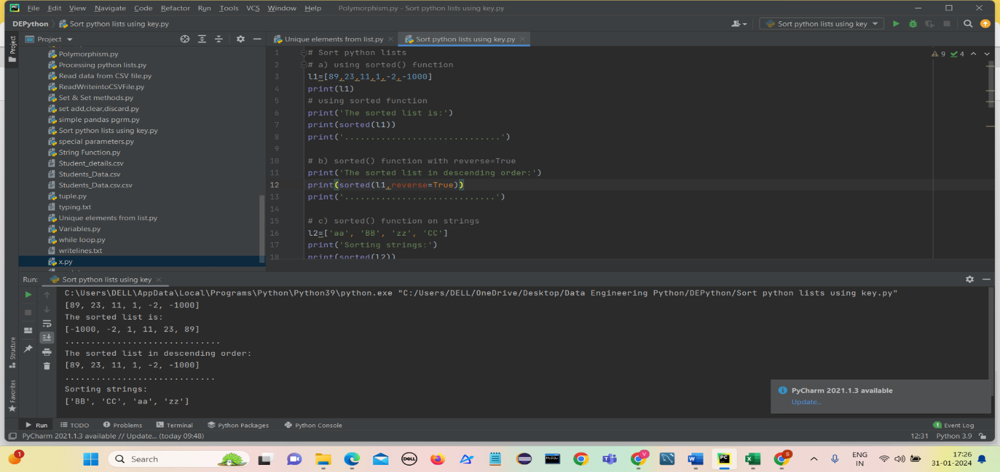 File Edit View Navigate Code Refactor Run Tools VCS Window Help Polymorphism.py - Sort python lists using key.py
DEPython Sort python lists using key.py Sort python lists using key
Project
Project
Polymorphism.py
Processing python lists.py
Read data from CSV file.py
ReadWriteintoCSVFile.py
Set & Set methods.py
set add,clear,discard.py
simple pandas pgrm.py
Sort python lists using key.py
special parameters.py
String Function.py
Student_details.csv
Students_Data.csv
Students_Data.csv.csv
tuple.py
typing.txt
Unique elements from list.py
Variables.py
while loop.py
writelines.txt
x.py
Unique elements from list.py Sort python lists using key.py
9 4
1 # Sort python lists
2 # a) using sorted() function
3 l1=[89,23,11,1,-2,-1000]
4 print(l1)
5 # using sorted function
6 print('The sorted list is:')
7 print(sorted(l1))
8 print('..............................')
9
10 # b) sorted() function with reverse=True
11 print('The sorted list in descending order:')
12 print(sorted(l1,reverse=True))
13 print('.............................')
14
15 # c) sorted() function on strings
16 l2=['aa', 'BB', 'zz', 'CC']
17 print('Sorting strings:')
18 print(sorted(l2))
Run: Sort python lists using key
C:\Users\DELL\AppData\Local\Programs\Python\Python39\python.exe "C:/Users/DELL/OneDrive/Desktop/Data Engineering Python/DEPython/Sort python lists using key.py"
[89, 23, 11, 1, -2, -1000]
The sorted list is:
[-1000, -2, 1, 11, 23, 89]
..............................
The sorted list in descending order:
[89, 23, 11, 1, -2, -1000]
.............................
Sorting strings:
['BB', 'CC', 'aa', 'zz']
Structure
Favorites
PyCharm 2021.1.3 available
Update...
Run TODO Problems Terminal Python Packages Python Console 1 Event Log
PyCharm 2021.1.3 available // Update... (today 09:48) 12:31 Python 3.9
1 Search DELL MySQL V T W PC X S ENG 17:26
IN 31-01-2024